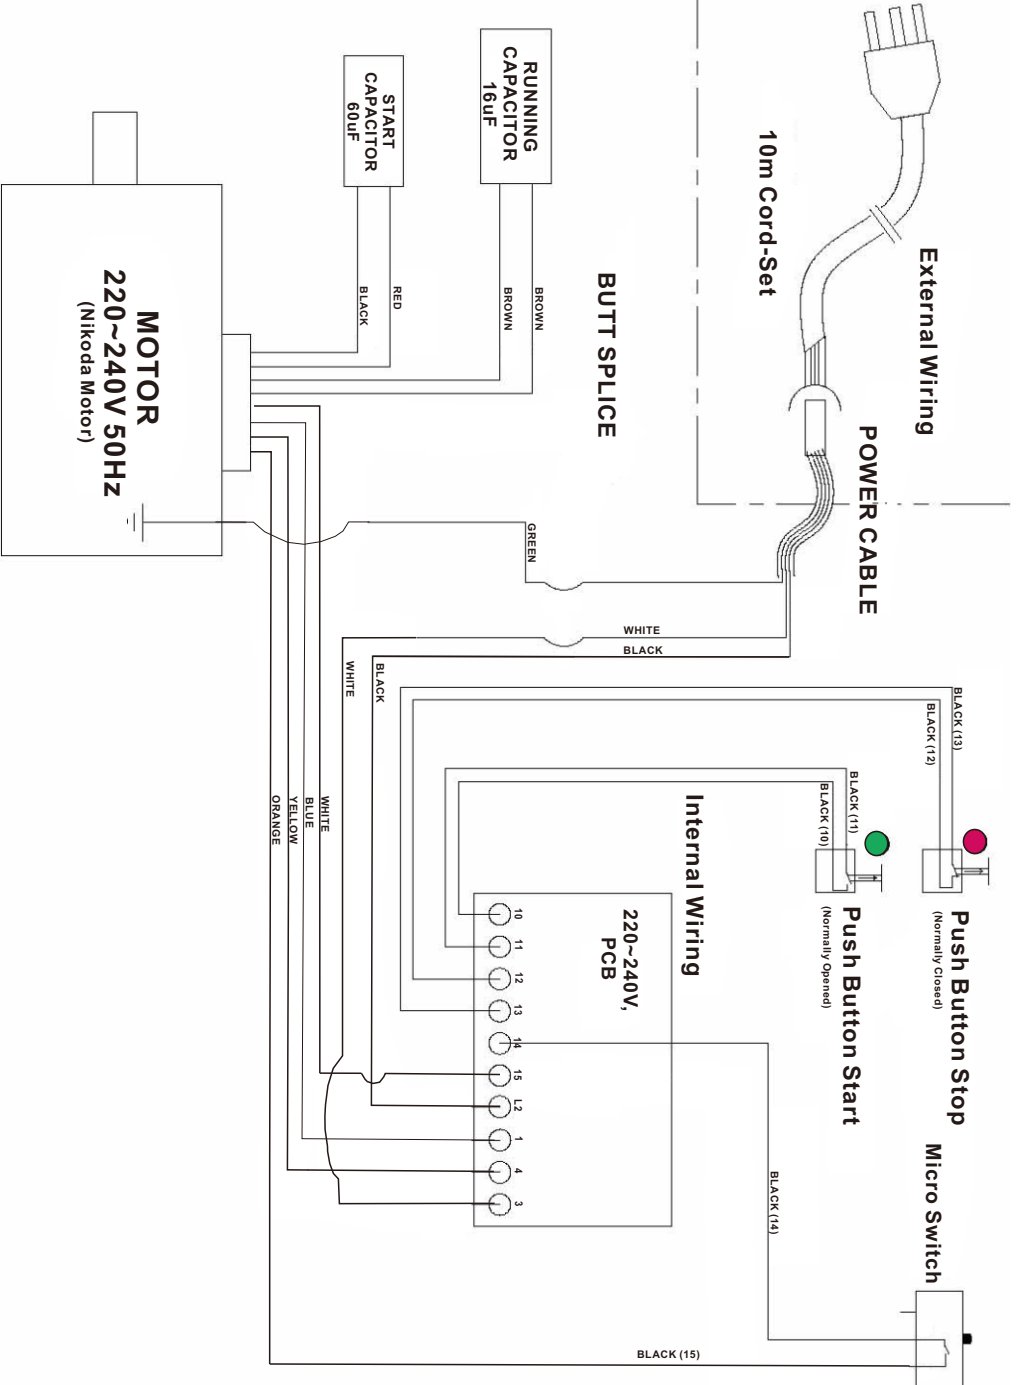 External Wiring
10m Cord-Set
POWER CABLE
RUNNING
CAPACITOR
16uF
START
CAPACITOR
60uF
BUTT SPLICE
BROWN
BROWN
RED
BLACK
MOTOR
220~240V 50Hz
(Nikoda Motor)
GREEN
WHITE
BLACK
BLACK
WHITE
BLACK (13)
BLACK (12)
BLACK (11)
BLACK (10)
WHITE
BLUE
YELLOW
ORANGE
Internal Wiring
220~240V,
PCB
10
11
12
13
14
15
L2
1
4
3
Push Button Stop
(Normally Closed)
Push Button Start
(Normally Opened)
Micro Switch
BLACK (14)
BLACK (15)